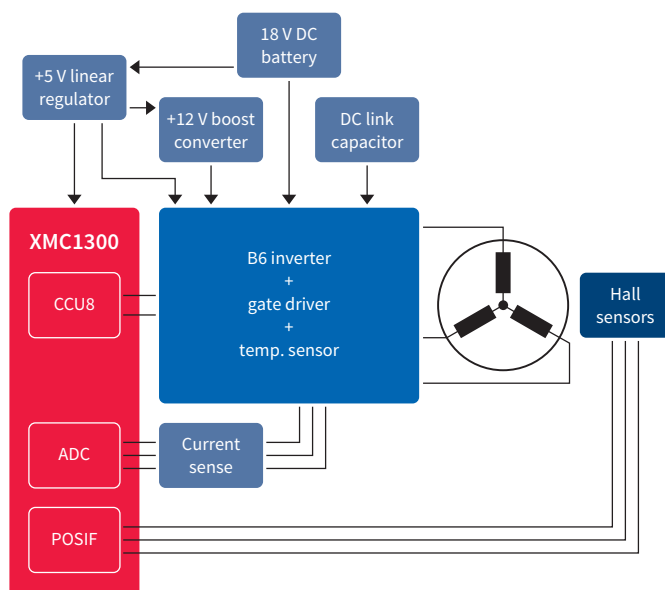 18 V DC
battery
+5 V linear
regulator
+12 V boost
converter
DC link
capacitor
XMC1300
B6 inverter
+
gate driver
+
temp. sensor
CCU8
Hall
sensors
ADC
Current
sense
POSIF